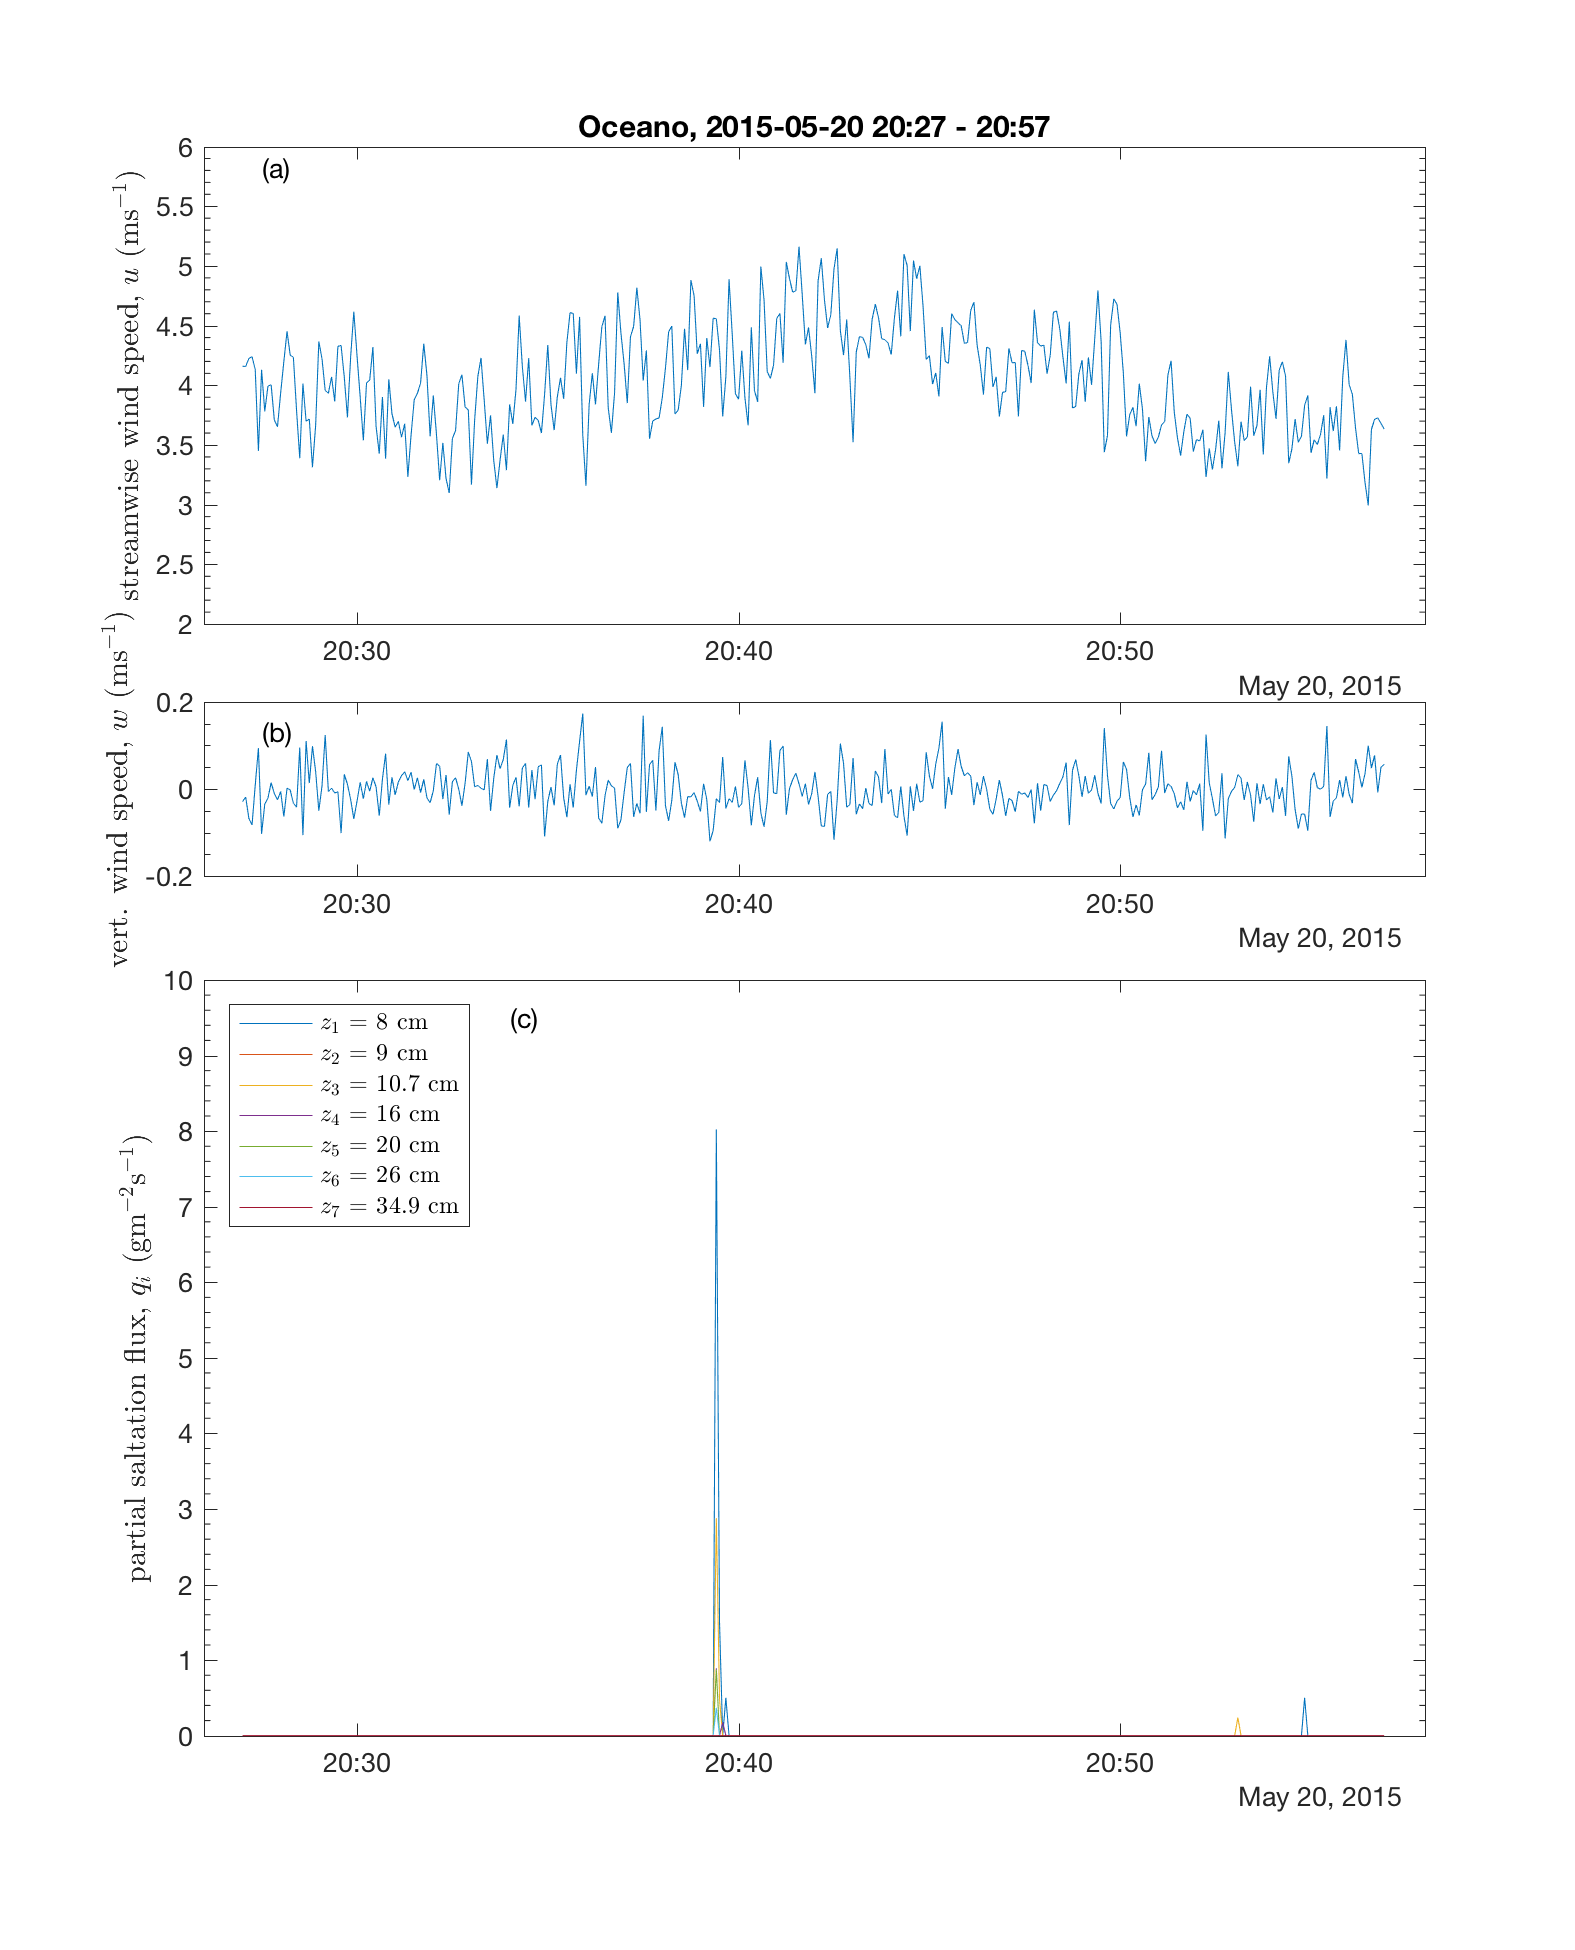 Oceano, 2015-05-20 20:27 - 20:57
(a)
streamwise wind speed, u (ms⁻¹)
6
5.5
5
4.5
4
3.5
3
2.5
2
20:30 20:40 20:50
May 20, 2015
(b)
vert. wind speed, w (ms⁻¹)
0.2
0
-0.2
20:30 20:40 20:50
May 20, 2015
(c)
partial saltation flux, qᵢ (gm⁻²s⁻¹)
10
9
8
7
6
5
4
3
2
1
0
z₁ = 8 cm
z₂ = 9 cm
z₃ = 10.7 cm
z₄ = 16 cm
z₅ = 20 cm
z₆ = 26 cm
z₇ = 34.9 cm
20:30 20:40 20:50
May 20, 2015